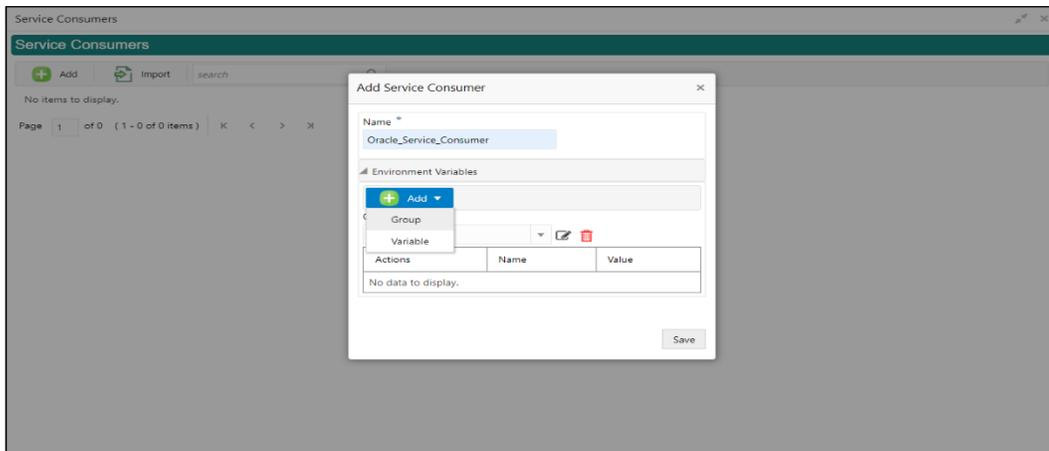 Service Consumers
Service Consumers
Add Import search
No items to display.
Page 1 of 0 (1 - 0 of 0 items)
Add Service Consumer
Name *
Oracle_Service_Consumer
Environment Variables
Add
Group
Variable
Actions Name Value
No data to display.
Save